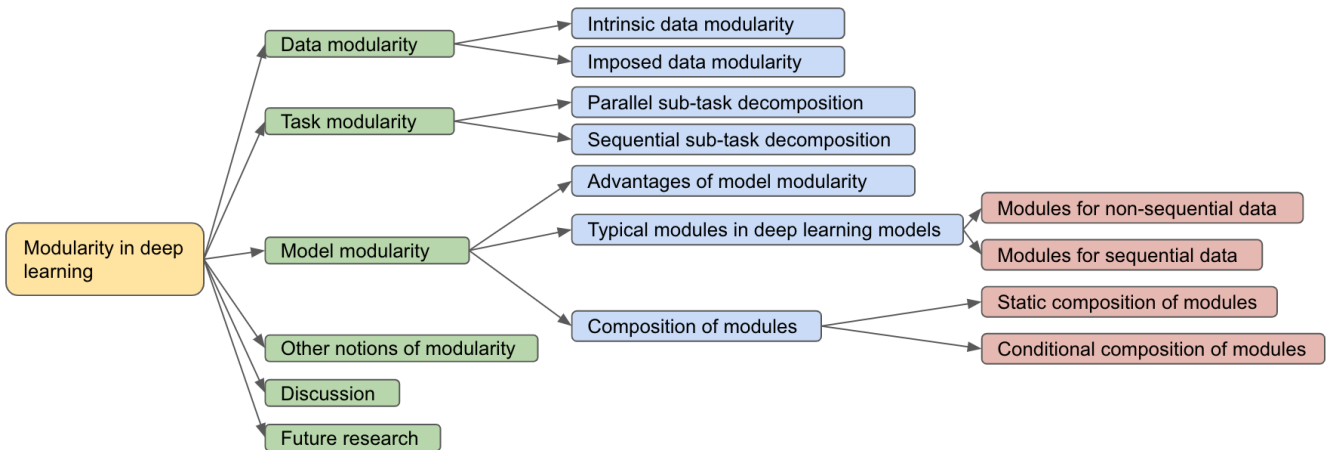 Modularity in deep
learning
Data modularity
Intrinsic data modularity
Imposed data modularity
Task modularity
Parallel sub-task decomposition
Sequential sub-task decomposition
Model modularity
Advantages of model modularity
Typical modules in deep learning models
Modules for non-sequential data
Modules for sequential data
Composition of modules
Static composition of modules
Conditional composition of modules
Other notions of modularity
Discussion
Future research